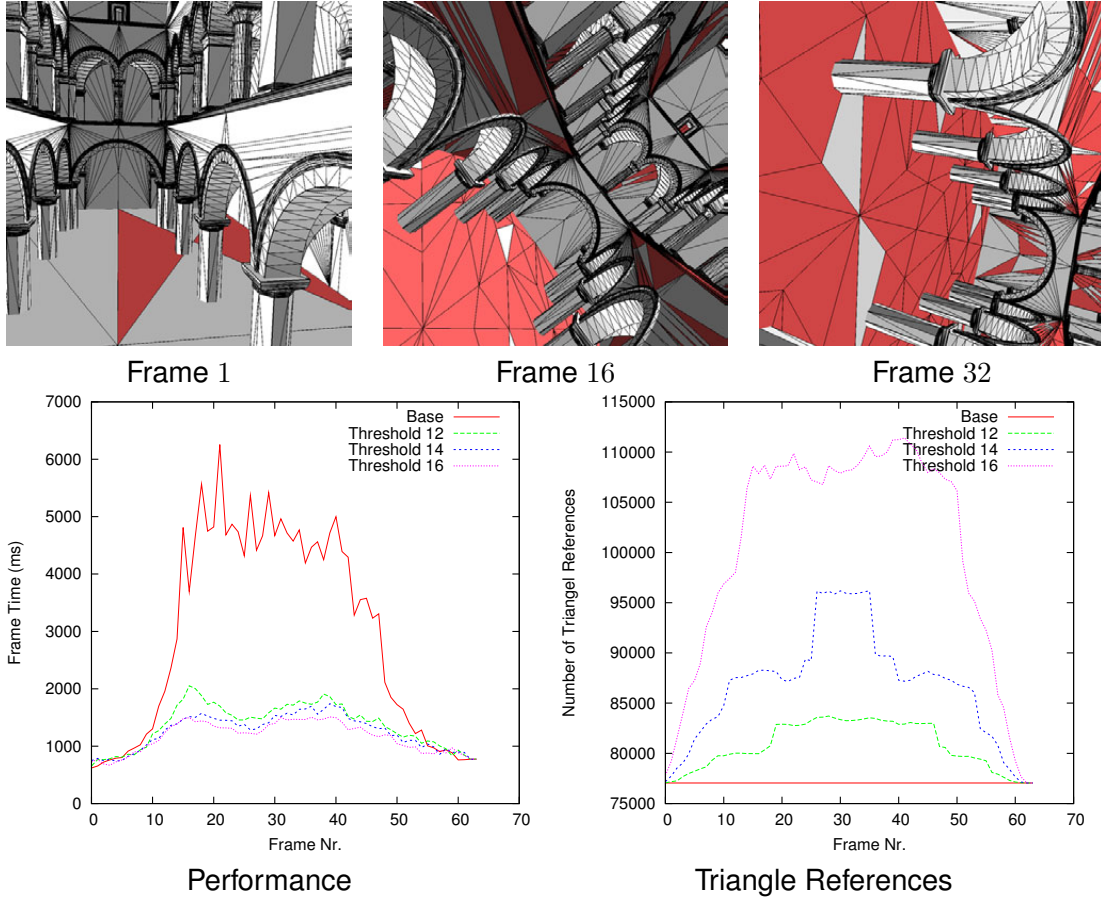 Frame 1
Frame 16
Frame 32
7000
6000
5000
4000
3000
2000
1000
0
0 10 20 30 40 50 60 70
Frame Time (ms)
Frame Nr.
Base
Threshold 12
Threshold 14
Threshold 16
Performance
115000
110000
105000
100000
95000
90000
85000
80000
75000
0 10 20 30 40 50 60 70
Number of Triangel References
Frame Nr.
Base
Threshold 12
Threshold 14
Threshold 16
Triangle References